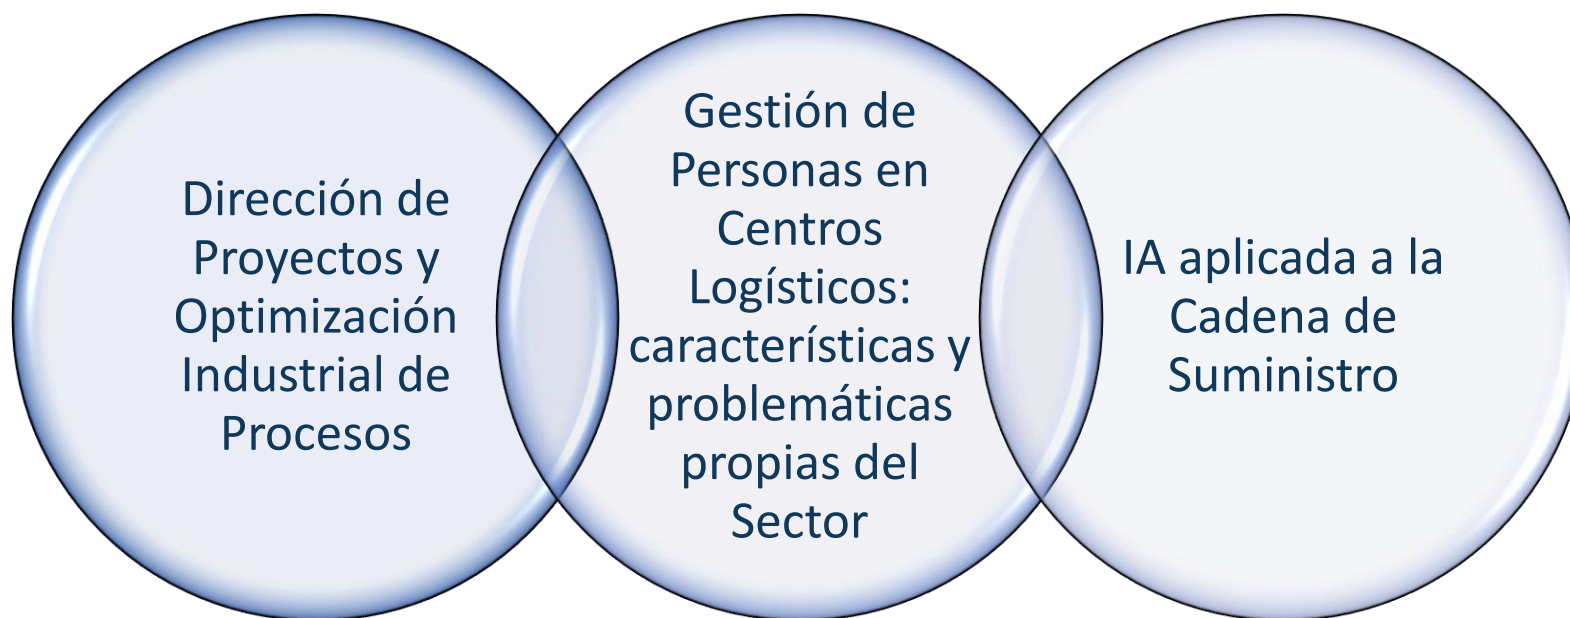 Dirección de
Proyectos y
Optimización
Industrial de
Procesos
Gestión de
Personas en
Centros
Logísticos:
características y
problemáticas
propias del
Sector
IA aplicada a la
Cadena de
Suministro